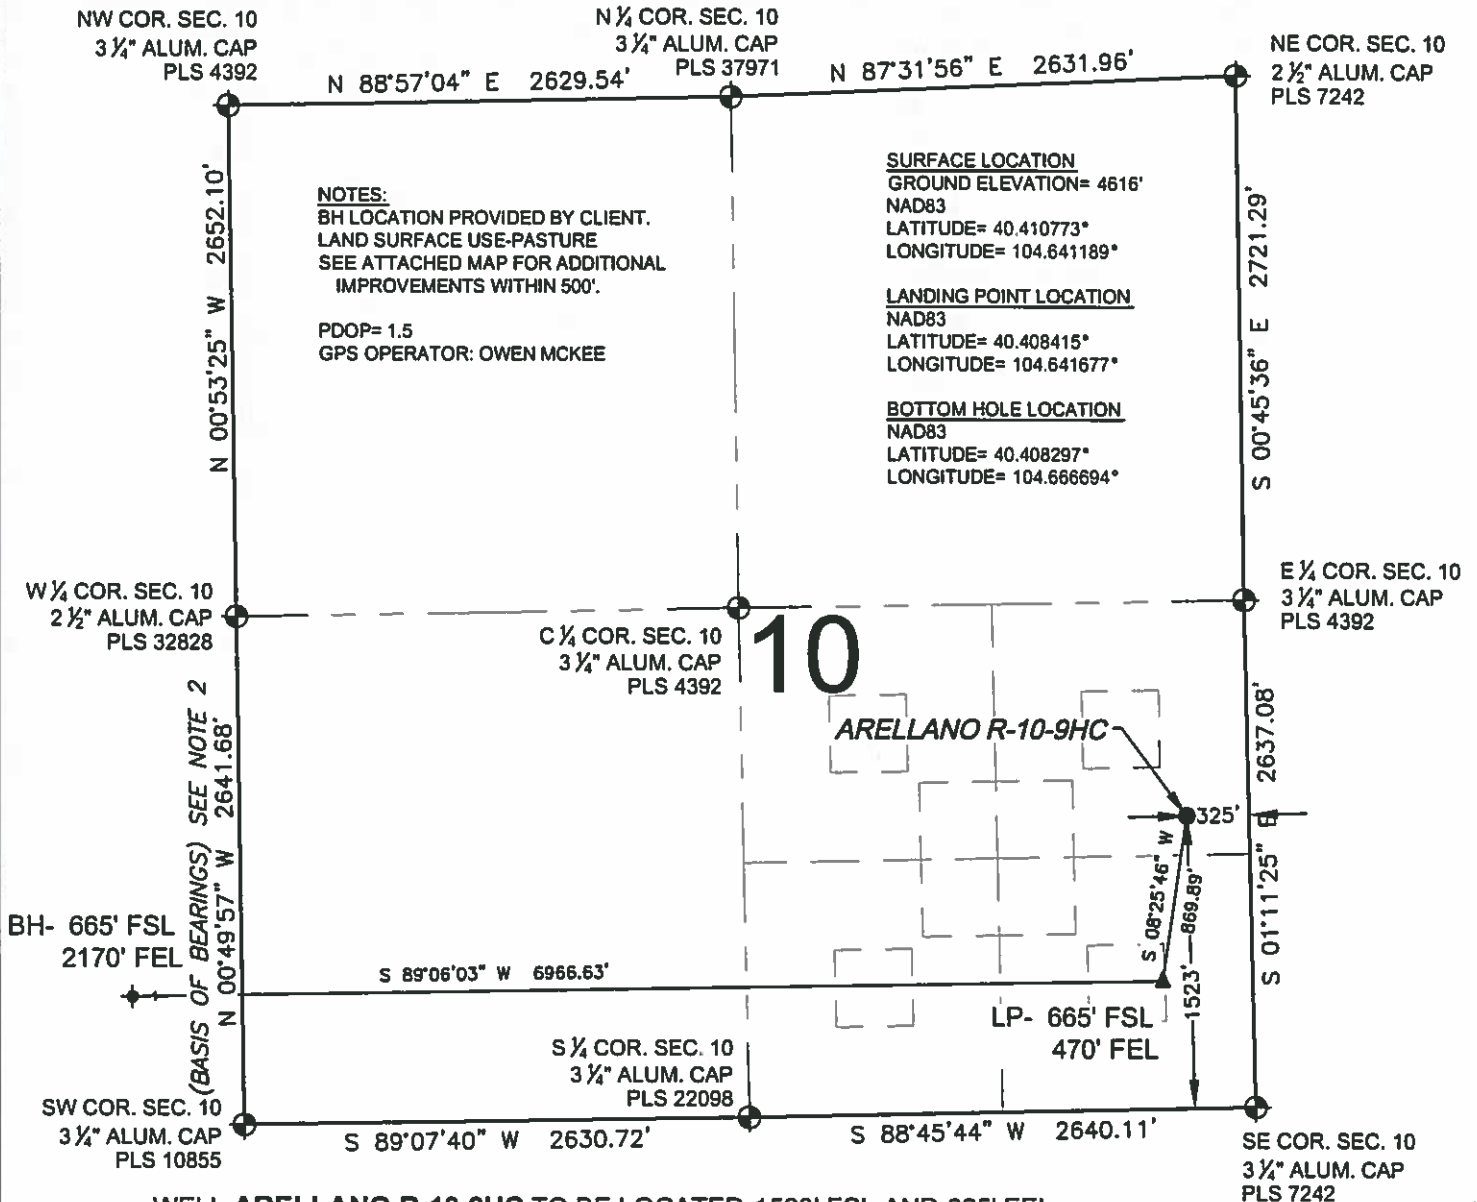 NW COR. SEC. 10
3 ¼" ALUM. CAP
PLS 4392
N ¼ COR. SEC. 10
3 ¼" ALUM. CAP
PLS 37971
NE COR. SEC. 10
2 ½" ALUM. CAP
PLS 7242
N 88°57'04" E 2629.54'
N 87°31'56" E 2631.96'
N 00°53'25" W 2652.10'
NOTES:
BH LOCATION PROVIDED BY CLIENT.
LAND SURFACE USE-PASTURE
SEE ATTACHED MAP FOR ADDITIONAL
IMPROVEMENTS WITHIN 500'.
PDOP= 1.5
GPS OPERATOR: OWEN MCKEE
SURFACE LOCATION
GROUND ELEVATION= 4616'
NAD83
LATITUDE= 40.410773°
LONGITUDE= 104.641189°
LANDING POINT LOCATION
NAD83
LATITUDE= 40.408415°
LONGITUDE= 104.641677°
BOTTOM HOLE LOCATION
NAD83
LATITUDE= 40.408297°
LONGITUDE= 104.666694°
S 00°45'36" E 2721.29'
W ¼ COR. SEC. 10
2 ½" ALUM. CAP
PLS 32828
C ¼ COR. SEC. 10
3 ¼" ALUM. CAP
PLS 4392
10
E ¼ COR. SEC. 10
3 ¼" ALUM. CAP
PLS 4392
ARELLANO R-10-9HC
325'
S 08°25'46" W
869.89'
1523'
S 01°11'25" E 2637.08'
(BASIS OF BEARINGS) SEE NOTE 2
N 00°49'57" W 2641.68'
BH- 665' FSL
2170' FEL
S 89°06'03" W 6966.63'
LP- 665' FSL
470' FEL
S ¼ COR. SEC. 10
3 ¼" ALUM. CAP
PLS 22098
SW COR. SEC. 10
3 ¼" ALUM. CAP
PLS 10855
S 89°07'40" W 2630.72'
S 88°45'44" W 2640.11'
SE COR. SEC. 10
3 ¼" ALUM. CAP
PLS 7242
WELL ARELLANO R-10-9HC TO BE LOCATED 1523' FSL AND 325' FEL